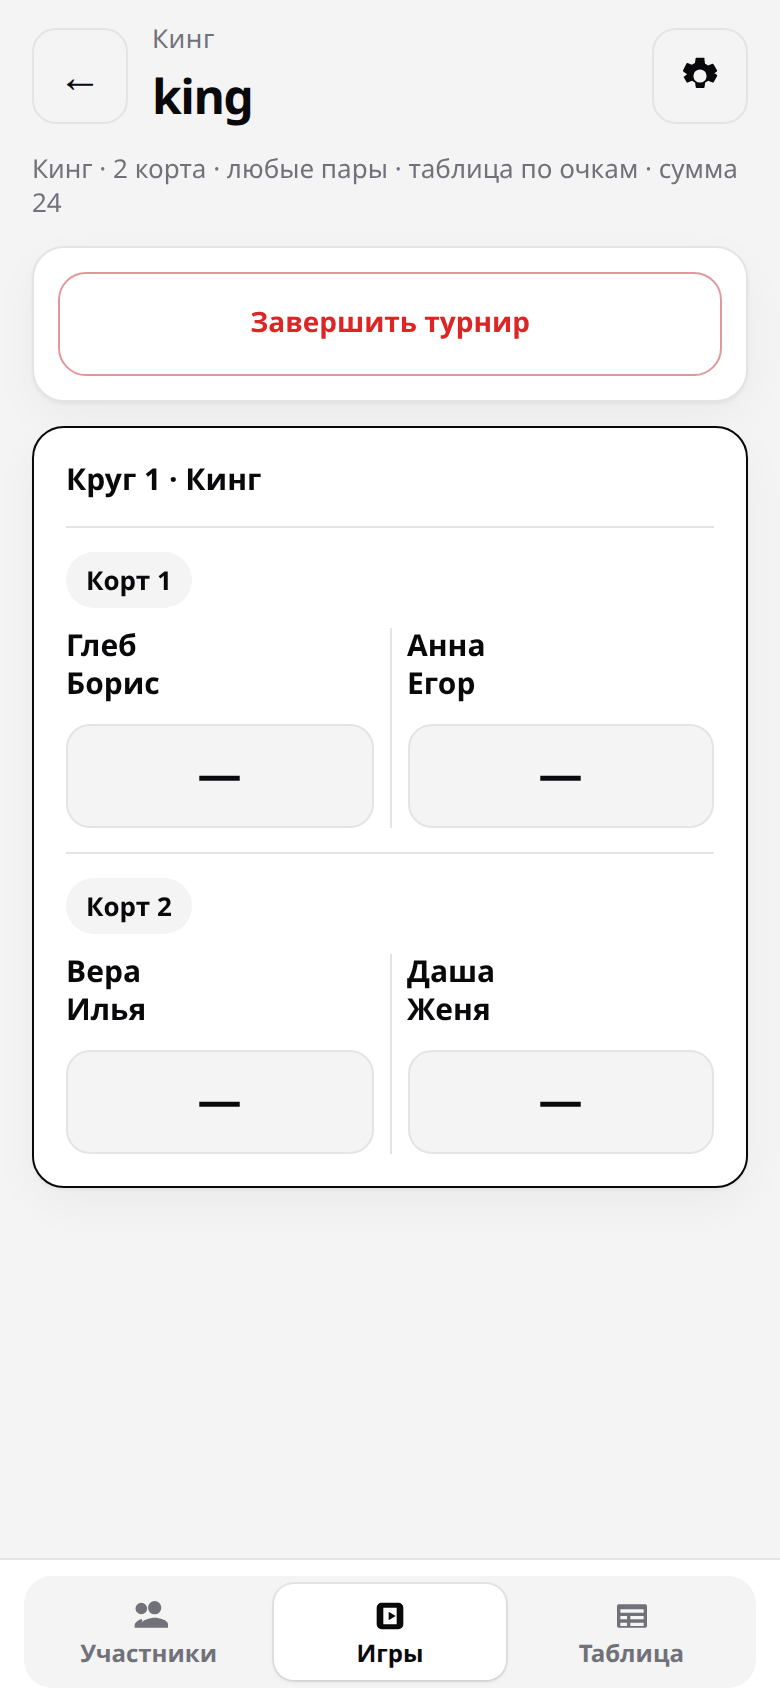 ←
Кинг
king
Кинг · 2 корта · любые пары · таблица по очкам · сумма
24
Завершить турнир
Круг 1 · Кинг
Корт 1
Глеб
Борис
Анна
Егор
—
—
Корт 2
Вера
Илья
Даша
Женя
—
—
Участники
Игры
Таблица